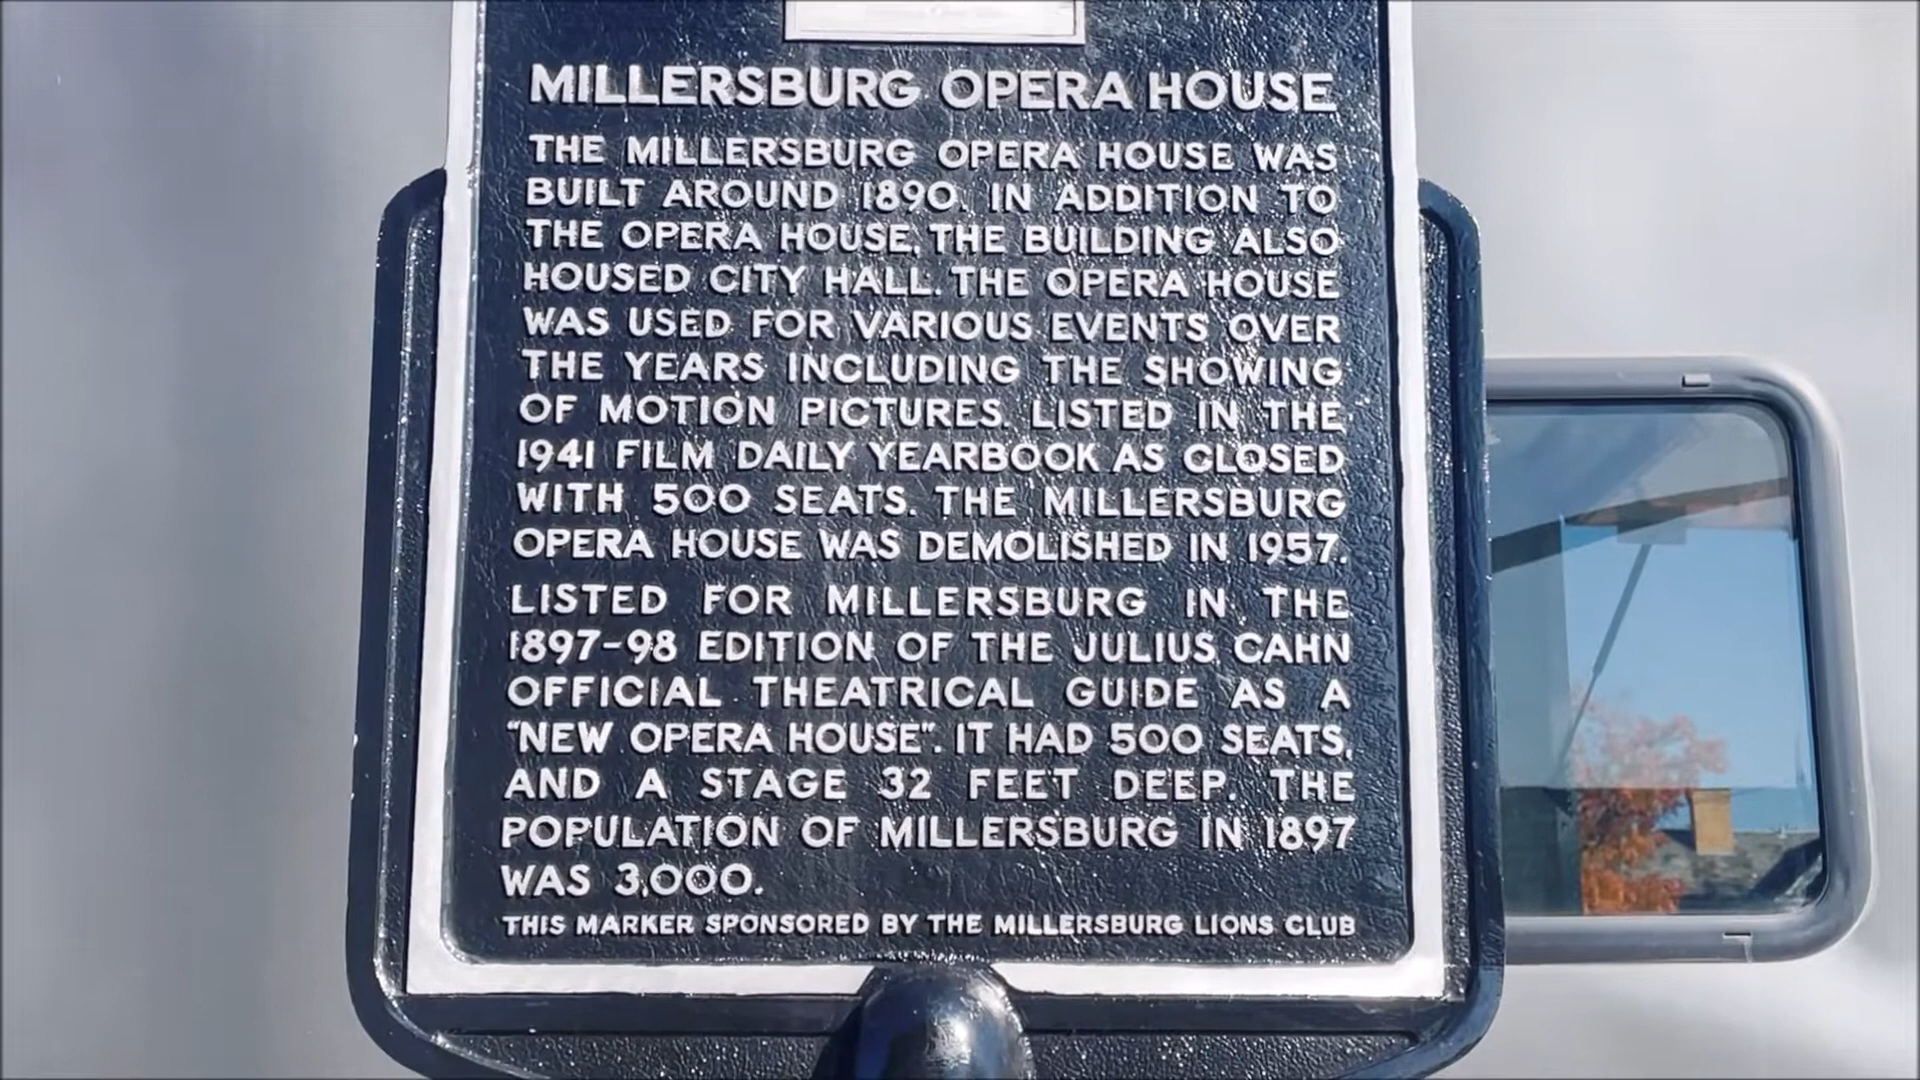 MILLERSBURG OPERA HOUSE
THE MILLERSBURG OPERA HOUSE WAS
BUILT AROUND 1890. IN ADDITION TO
THE OPERA HOUSE, THE BUILDING ALSO
HOUSED CITY HALL. THE OPERA HOUSE
WAS USED FOR VARIOUS EVENTS OVER
THE YEARS INCLUDING THE SHOWING
OF MOTION PICTURES. LISTED IN THE
1941 FILM DAILY YEARBOOK AS CLOSED
WITH 500 SEATS. THE MILLERSBURG
OPERA HOUSE WAS DEMOLISHED IN 1957.
LISTED FOR MILLERSBURG IN THE
1897-98 EDITION OF THE JULIUS CAHN
OFFICIAL THEATRICAL GUIDE AS A
"NEW OPERA HOUSE". IT HAD 500 SEATS,
AND A STAGE 32 FEET DEEP. THE
POPULATION OF MILLERSBURG IN 1897
WAS 3,000.
THIS MARKER SPONSORED BY THE MILLERSBURG LIONS CLUB